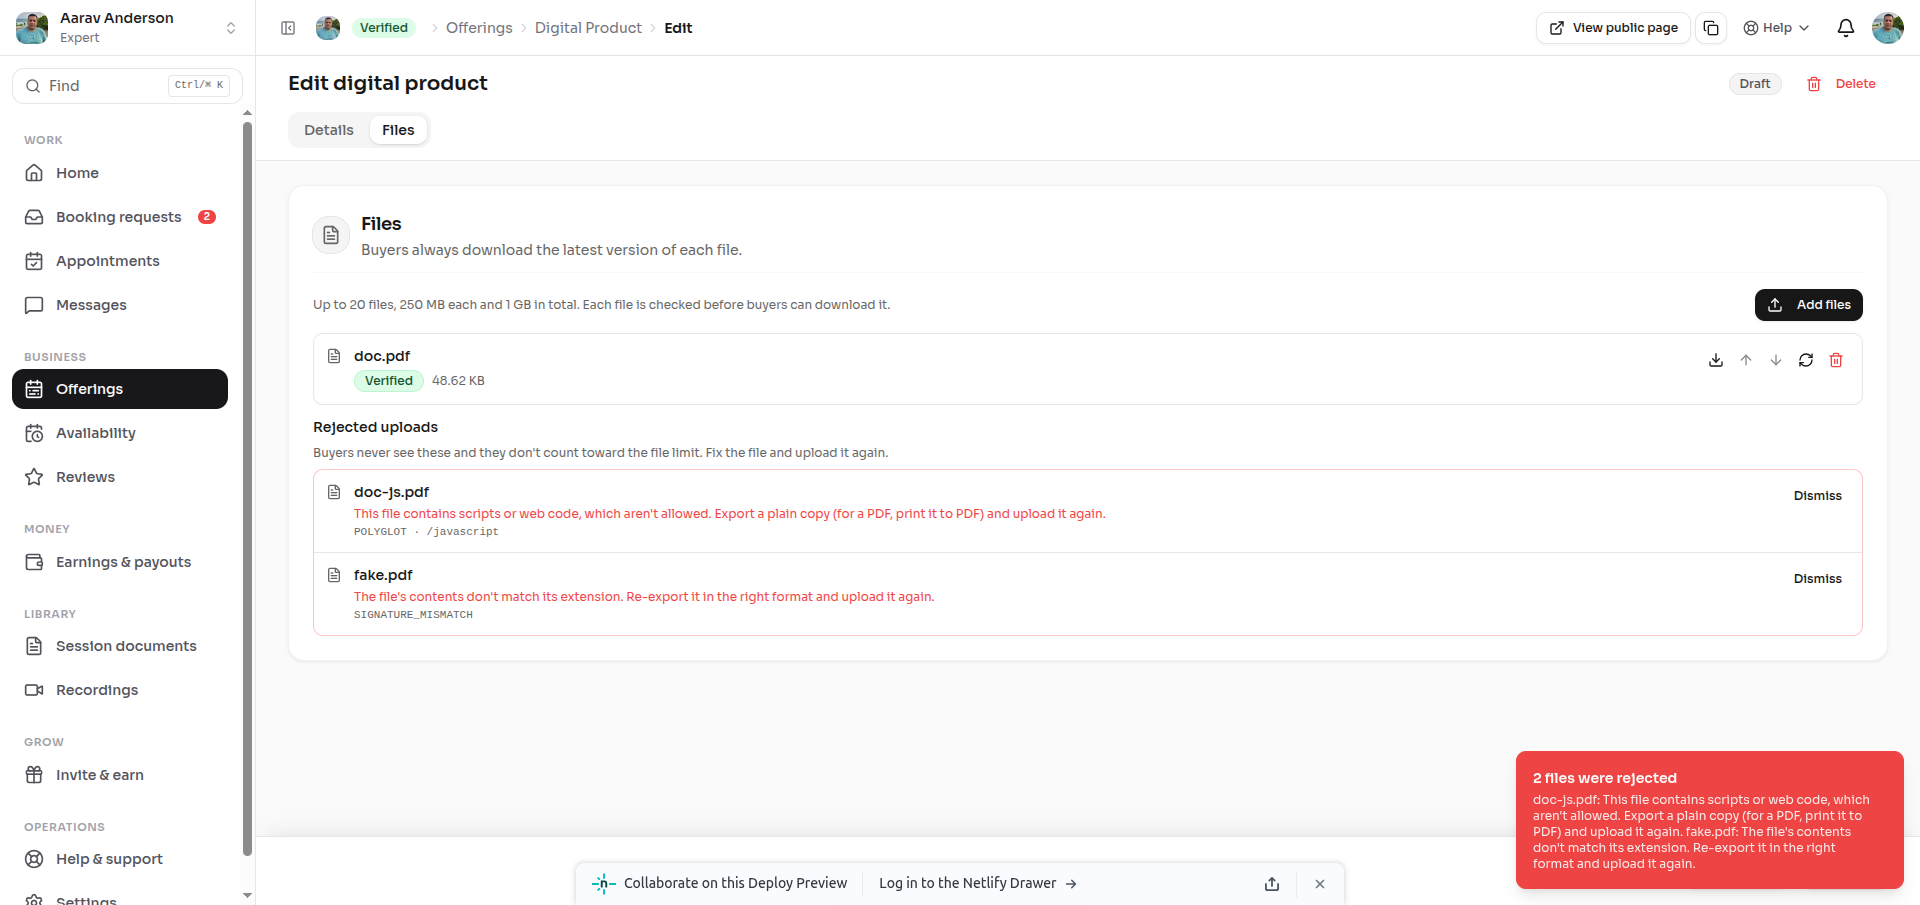 Aarav Anderson
Expert
Find
Ctrl/⌘ K
WORK
Home
Booking requests 2
Appointments
Messages
BUSINESS
Offerings
Availability
Reviews
MONEY
Earnings & payouts
LIBRARY
Session documents
Recordings
GROW
Invite & earn
OPERATIONS
Help & support
Settings
Verified > Offerings > Digital Product > Edit
View public page
Help
Edit digital product
Draft
Delete
Details
Files
Files
Buyers always download the latest version of each file.
Up to 20 files, 250 MB each and 1 GB in total. Each file is checked before buyers can download it.
Add files
doc.pdf
Verified 48.62 KB
Rejected uploads
Buyers never see these and they don't count toward the file limit. Fix the file and upload it again.
doc-js.pdf
Dismiss
This file contains scripts or web code, which aren't allowed. Export a plain copy (for a PDF, print it to PDF) and upload it again.
POLYGLOT · /javascript
fake.pdf
Dismiss
The file's contents don't match its extension. Re-export it in the right format and upload it again.
SIGNATURE_MISMATCH
2 files were rejected
doc-js.pdf: This file contains scripts or web code, which
aren't allowed. Export a plain copy (for a PDF, print it to
PDF) and upload it again. fake.pdf: The file's contents
don't match its extension. Re-export it in the right
format and upload it again.
Collaborate on this Deploy Preview
Log in to the Netlify Drawer →